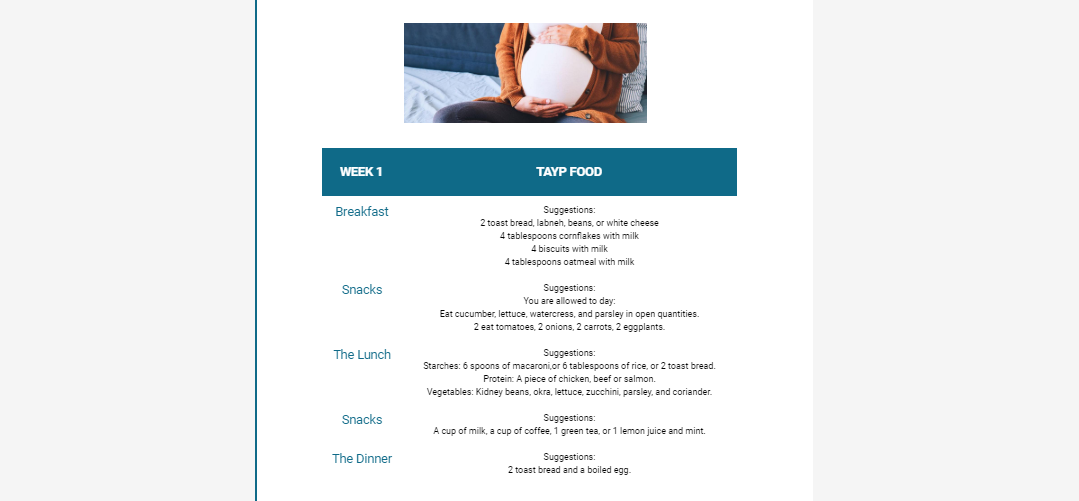 WEEK 1 TAYP FOOD
Breakfast Suggestions:
2 toast bread, labneh, beans, or white cheese
4 tablespoons cornflakes with milk
4 biscuits with milk
4 tablespoons oatmeal with milk
Snacks Suggestions:
You are allowed to day:
Eat cucumber, lettuce, watercress, and parsley in open quantities.
2 eat tomatoes, 2 onions, 2 carrots, 2 eggplants.
The Lunch Suggestions:
Starches: 6 spoons of macaroni,or 6 tablespoons of rice, or 2 toast bread.
Protein: A piece of chicken, beef or salmon.
Vegetables: Kidney beans, okra, lettuce, zucchini, parsley, and coriander.
Snacks Suggestions:
A cup of milk, a cup of coffee, 1 green tea, or 1 lemon juice and mint.
The Dinner Suggestions:
2 toast bread and a boiled egg.